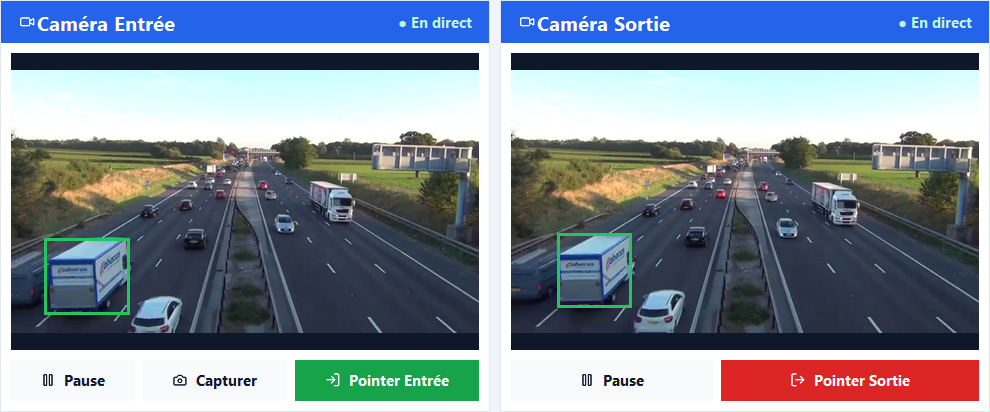 Caméra Entrée
● En direct
Pause
Capturer
Pointer Entrée
Caméra Sortie
● En direct
Pause
Pointer Sortie